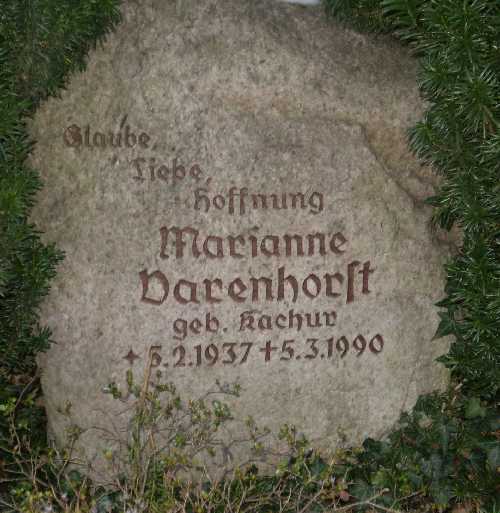 Glaube,
Liebe,
Hoffnung
Marianne
Varenhorst
geb. Kachur
* 5.2.1937 + 5.3.1990